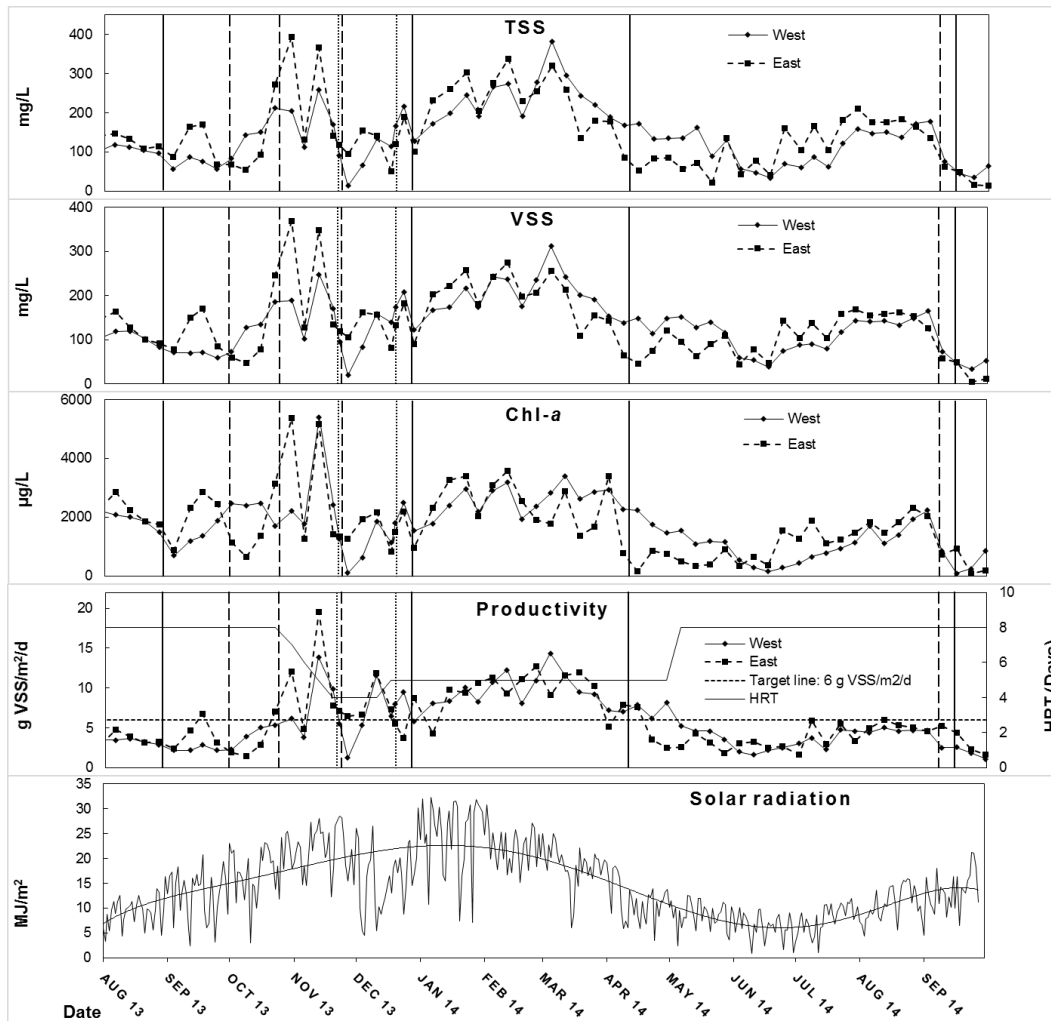 TSS
400
300
200
100
0
mg/L
West
East
VSS
400
300
200
100
0
mg/L
West
East
Chl-a
6000
4000
2000
0
µg/L
West
East
Productivity
20
15
10
5
0
g VSS/m²/d
10
8
6
4
2
0
HRT (Days)
West
East
Target line: 6 g VSS/m2/d
HRT
Solar radiation
35
30
25
20
15
10
5
0
MJ/m²
AUG 13
SEP 13
OCT 13
NOV 13
DEC 13
JAN 14
FEB 14
MAR 14
APR 14
MAY 14
JUN 14
JUL 14
AUG 14
SEP 14
Date